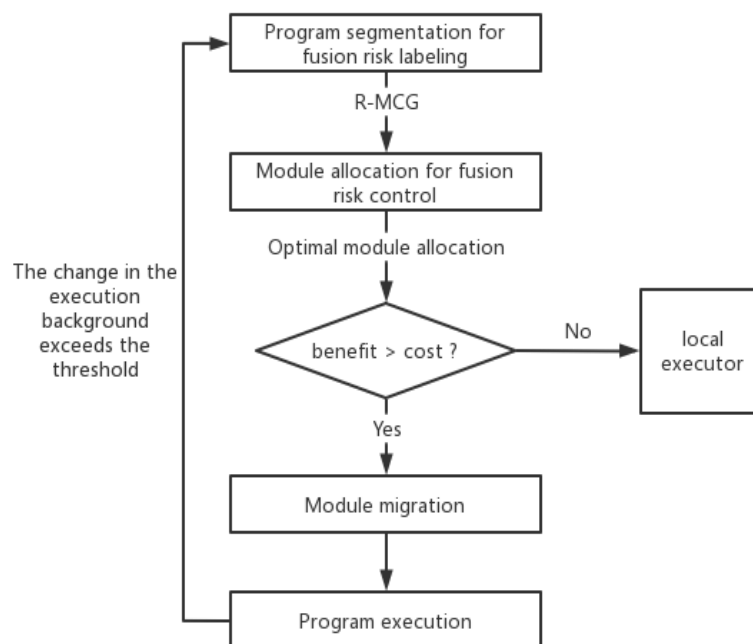 Program segmentation for
fusion risk labeling
R-MCG
Module allocation for fusion
risk control
Optimal module allocation
The change in the
execution
background
exceeds the
threshold
benefit > cost ?
No
local
executor
Yes
Module migration
Program execution